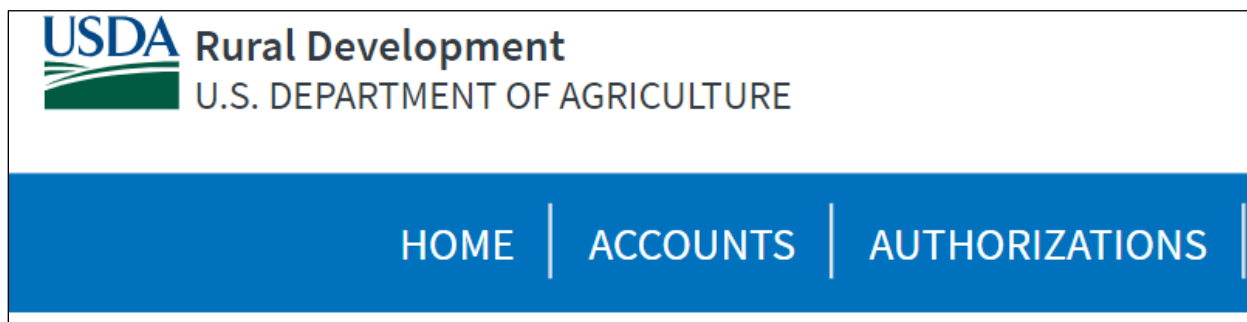 USDA Rural Development
U.S. DEPARTMENT OF AGRICULTURE
HOME ACCOUNTS AUTHORIZATIONS